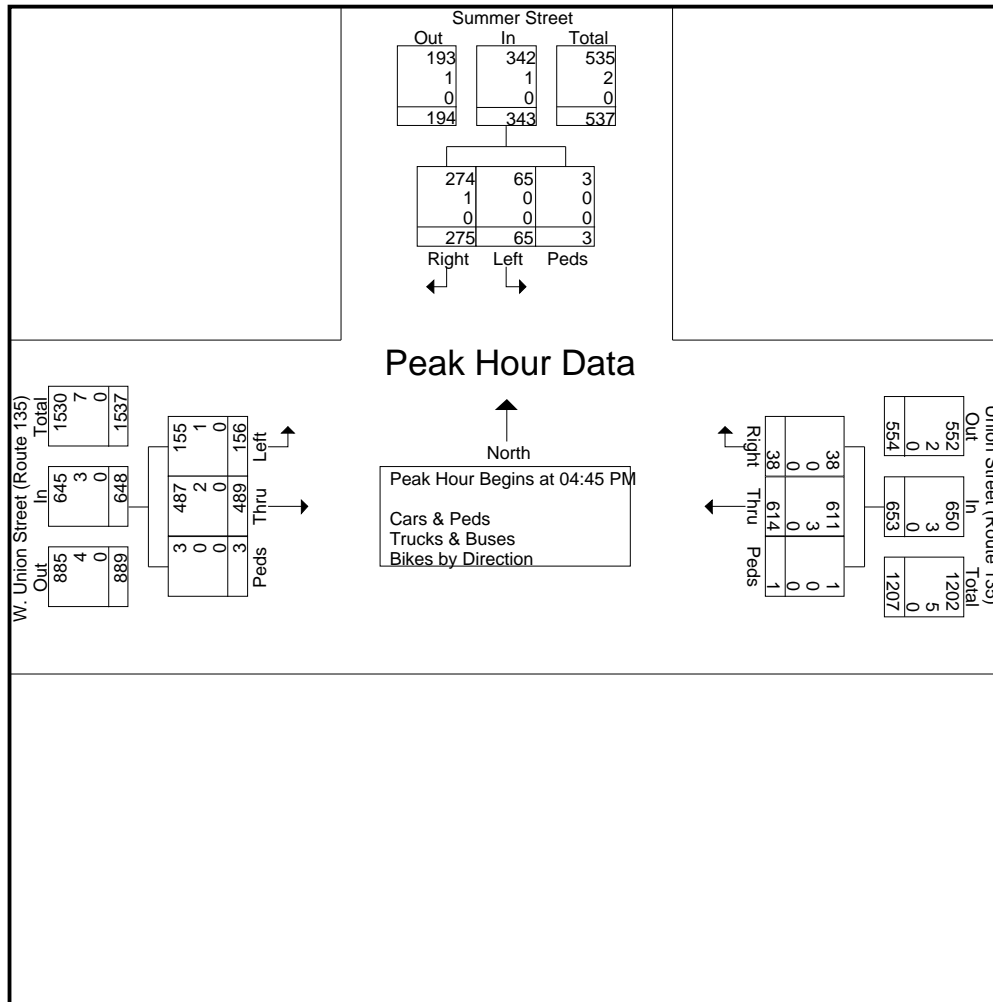 Summer Street
Out In Total
193 342 535
1 1 2
0 0 0
194 343 537
274 65 3
1 0 0
0 0 0
275 65 3
Right Left Peds
Peak Hour Data
North
Peak Hour Begins at 04:45 PM
Cars & Peds
Trucks & Buses
Bikes by Direction
W. Union Street (Route 135)
Out In Total
885 645 1530
4 3 7
0 0 0
889 648 1537
Peds Thru Left
3 487 155
0 2 1
0 0 0
3 489 156
Union Street (Route 135)
Out In Total
552 650 1202
2 3 5
0 0 0
554 653 1207
38 611 1
0 3 0
0 0 0
38 614 1
Right Thru Peds